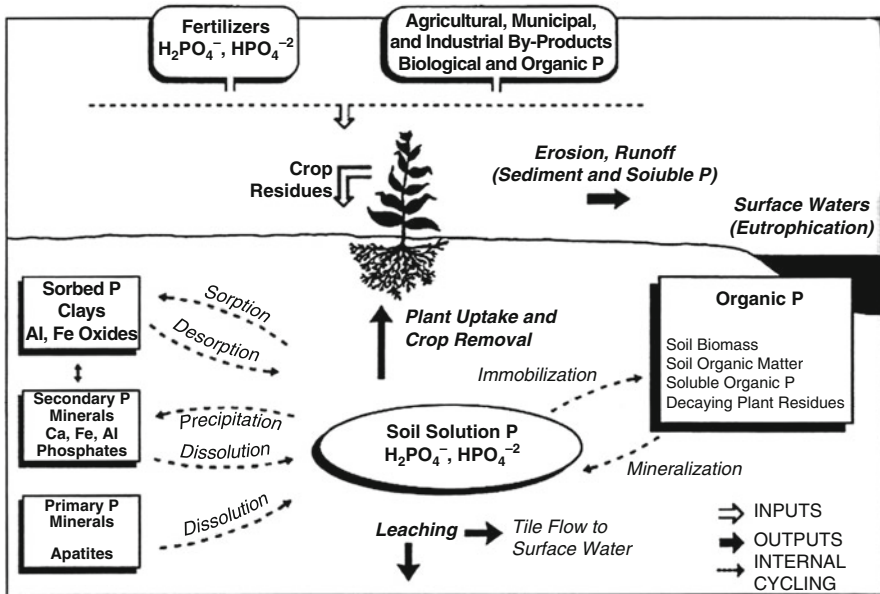 Fertilizers
H₂PO₄⁻, HPO₄⁻²
Agricultural, Municipal,
and Industrial By-Products
Biological and Organic P
Crop
Residues
Erosion, Runoff
(Sediment and Soiuble P)
Surface Waters
(Eutrophication)
Sorbed P
Clays
Al, Fe Oxides
Sorption
Desorption
Plant Uptake and
Crop Removal
Organic P
Soil Biomass
Soil Organic Matter
Soluble Organic P
Decaying Plant Residues
Immobilization
Secondary P
Minerals
Ca, Fe, Al
Phosphates
Precipitation
Dissolution
Soil Solution P
H₂PO₄⁻, HPO₄⁻²
Mineralization
Primary P
Minerals
Apatites
Dissolution
Leaching
Tile Flow to
Surface Water
INPUTS
OUTPUTS
INTERNAL
CYCLING